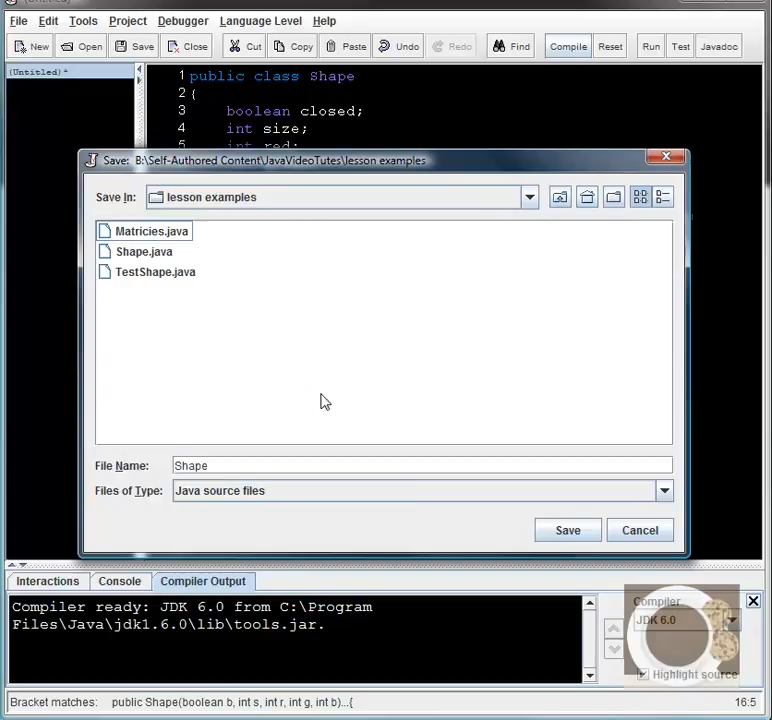 File Edit Tools Project Debugger Language Level Help
New Open Save Close Cut Copy Paste Undo Redo Find Compile Reset Run Test Javadoc
(Untitled)*
1 public class Shape
2 {
3 boolean closed;
4 int size;
5 int red;
Save: B:\Self-Authored Content\JavaVideoTutes\lesson examples
Save In: lesson examples
Matricies.java
Shape.java
TestShape.java
File Name: Shape
Files of Type: Java source files
Save Cancel
Interactions Console Compiler Output
Compiler ready: JDK 6.0 from C:\Program
Files\Java\jdk1.6.0\lib\tools.jar.
Compiler
JDK 6.0
Highlight source
Bracket matches: public Shape(boolean b, int s, int r, int g, int b)...{ 16:5